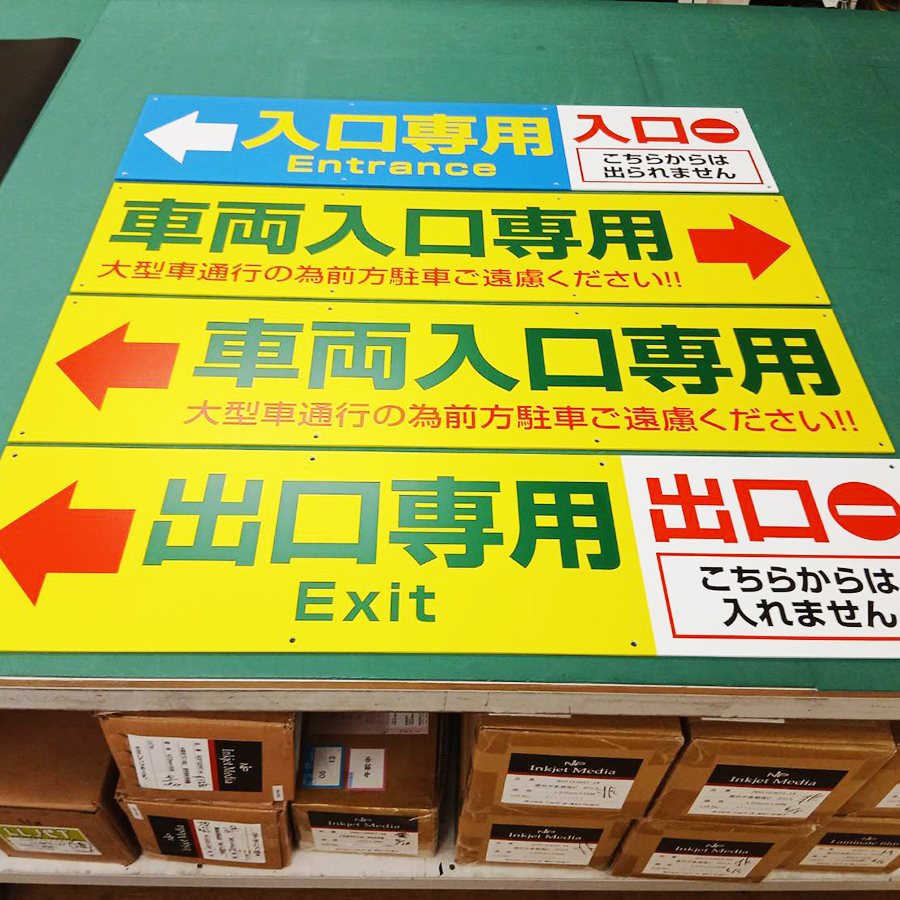 入口専用
Entrance
入口
こちらからは
出られません
車両入口専用
大型車通行の為前方駐車ご遠慮ください!!
車両入口専用
大型車通行の為前方駐車ご遠慮ください!!
出口専用
Exit
出口
こちらからは
入れません
Inkjet Media
Inkjet Media
Inkjet Media
Inkjet Media
Inkjet Media
Inkjet Media
Inkjet Media
LLJET